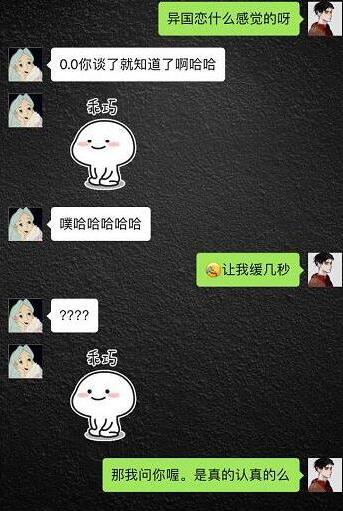 异国恋什么感觉的呀
0.0你谈了就知道了啊哈哈
乖巧
噗哈哈哈哈哈
让我缓几秒
????
乖巧
那我问你喔。是真的认真的么